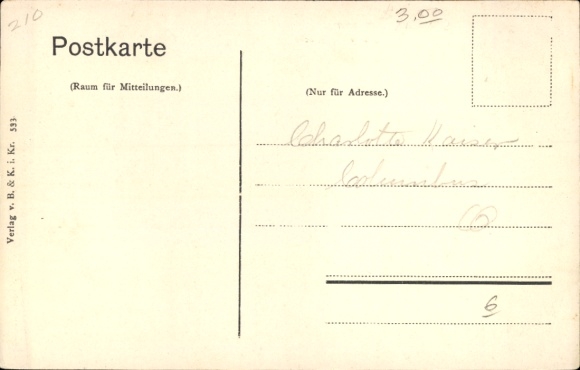 210
3.00
Postkarte
(Raum für Mitteilungen.)
(Nur für Adresse.)
Charlotte Kaiser
Columbus
6
Verlag v. B. & K. i. Kr. 533.